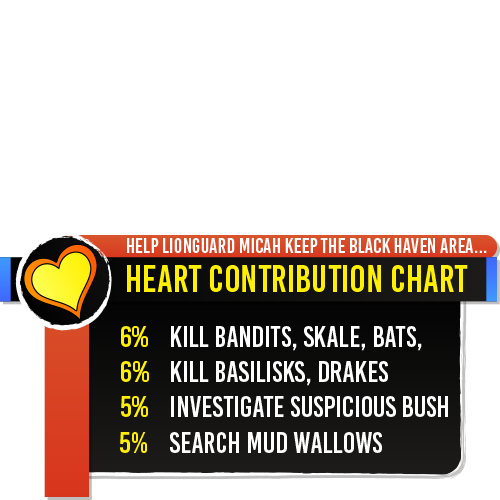 HELP LIONGUARD MICAH KEEP THE BLACK HAVEN AREA...
HEART CONTRIBUTION CHART
6% KILL BANDITS, SKALE, BATS,
6% KILL BASILISKS, DRAKES
5% INVESTIGATE SUSPICIOUS BUSH
5% SEARCH MUD WALLOWS